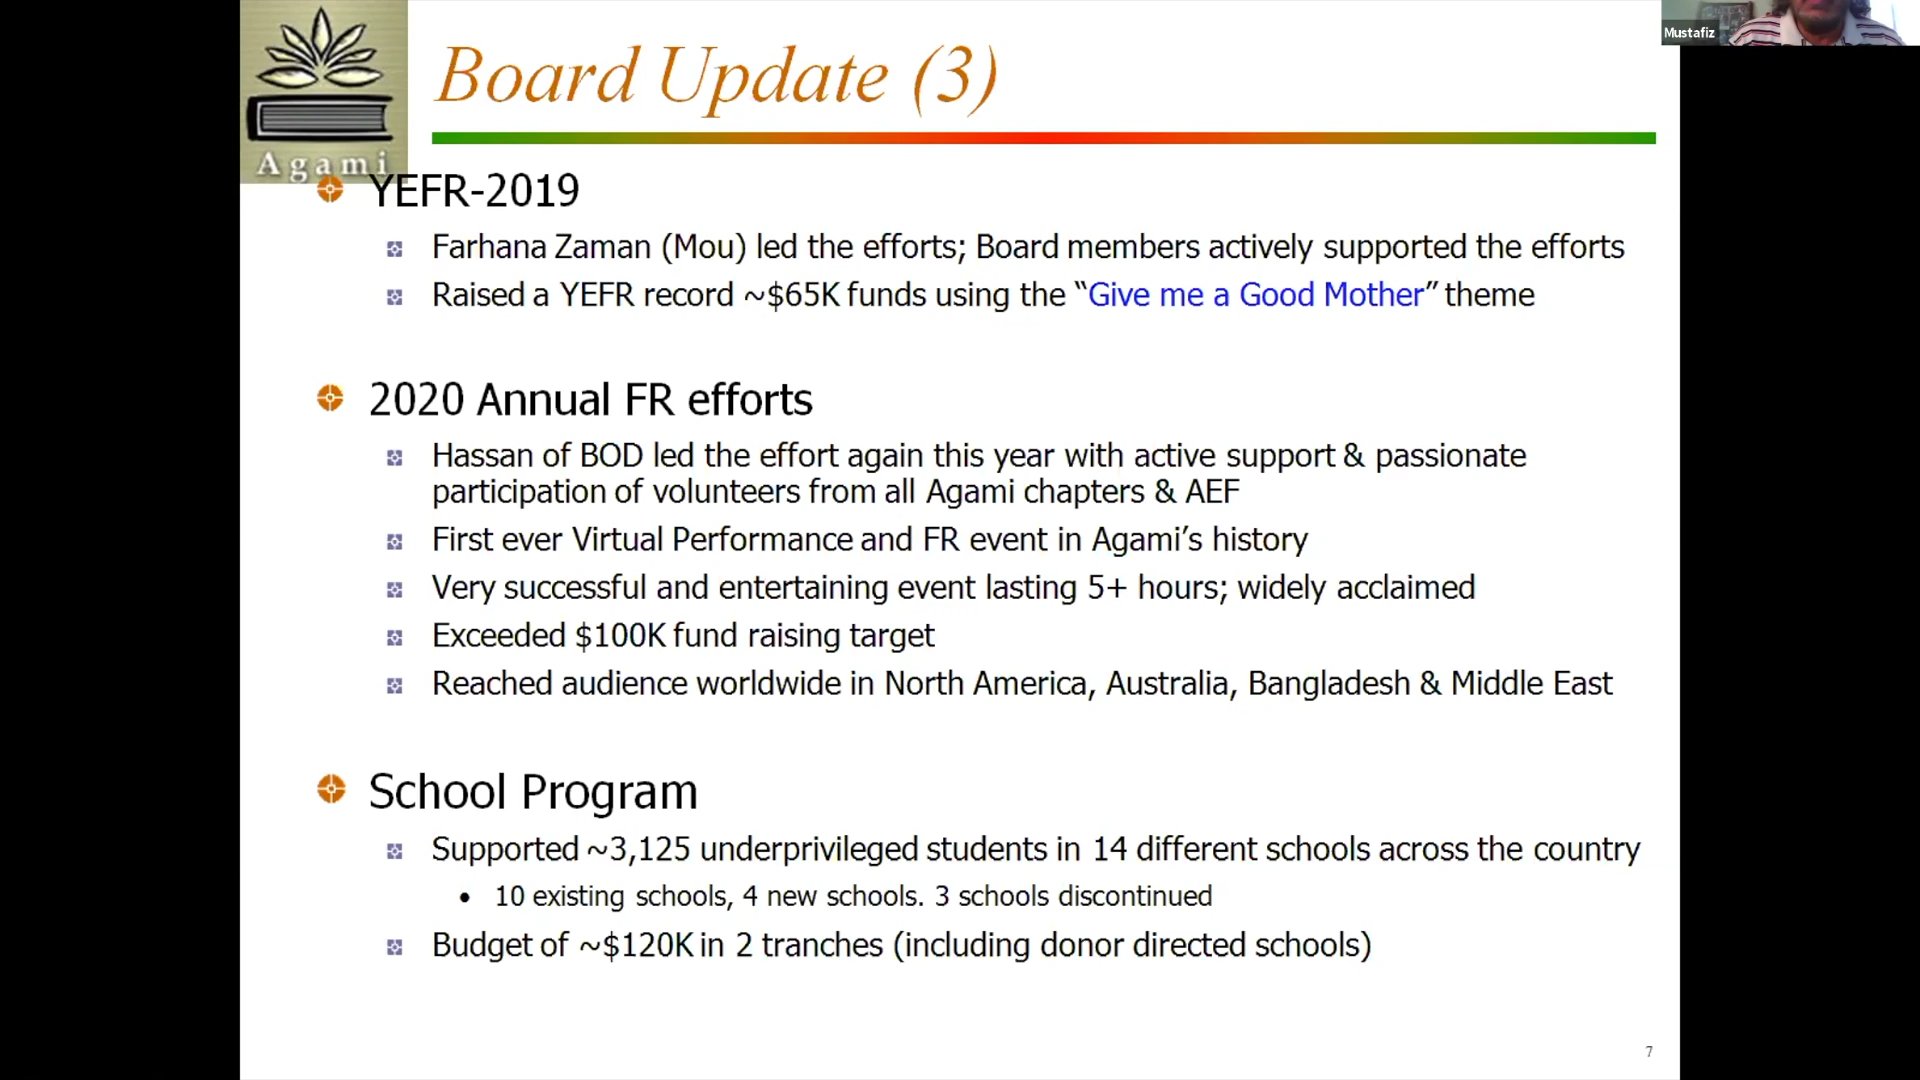 Agami
Board Update (3)
Mustafiz
YEFR-2019
Farhana Zaman (Mou) led the efforts; Board members actively supported the efforts
Raised a YEFR record ~$65K funds using the “Give me a Good Mother” theme
2020 Annual FR efforts
Hassan of BOD led the effort again this year with active support & passionate
participation of volunteers from all Agami chapters & AEF
First ever Virtual Performance and FR event in Agami’s history
Very successful and entertaining event lasting 5+ hours; widely acclaimed
Exceeded $100K fund raising target
Reached audience worldwide in North America, Australia, Bangladesh & Middle East
School Program
Supported ~3,125 underprivileged students in 14 different schools across the country
10 existing schools, 4 new schools. 3 schools discontinued
Budget of ~$120K in 2 tranches (including donor directed schools)
7